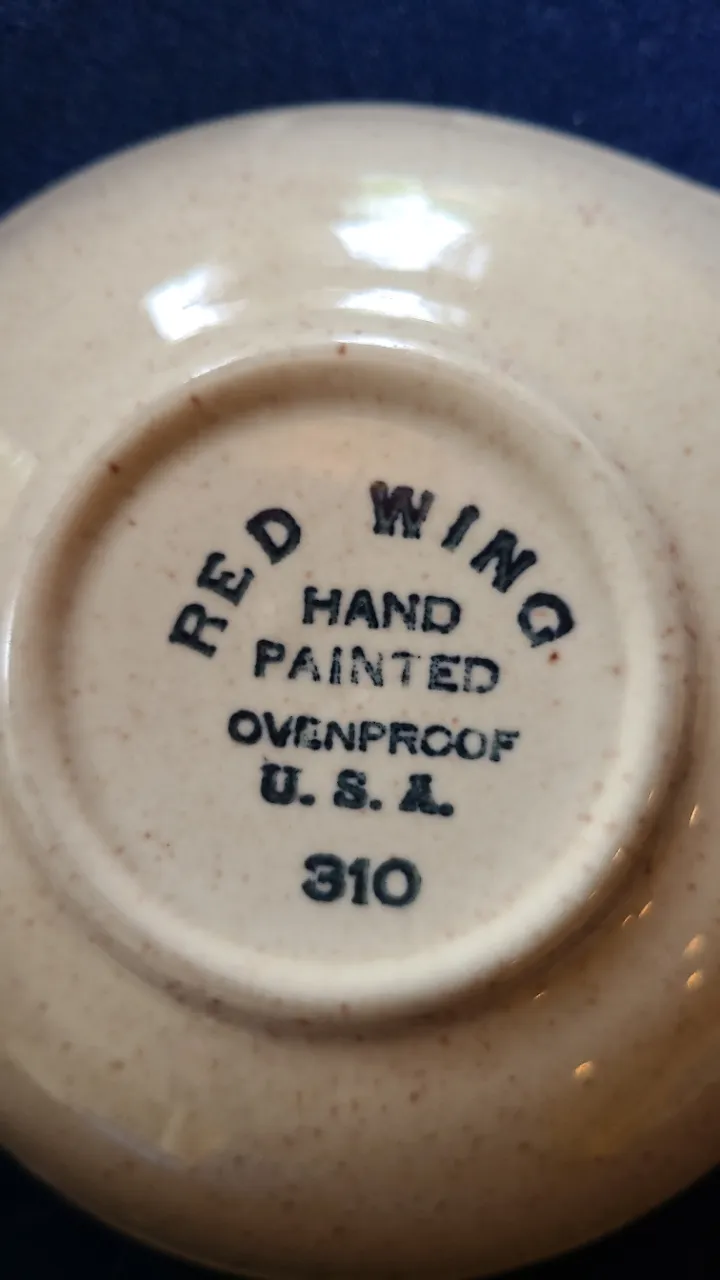 RED WING
HAND
PAINTED
OVENPROOF
U. S. A.
310